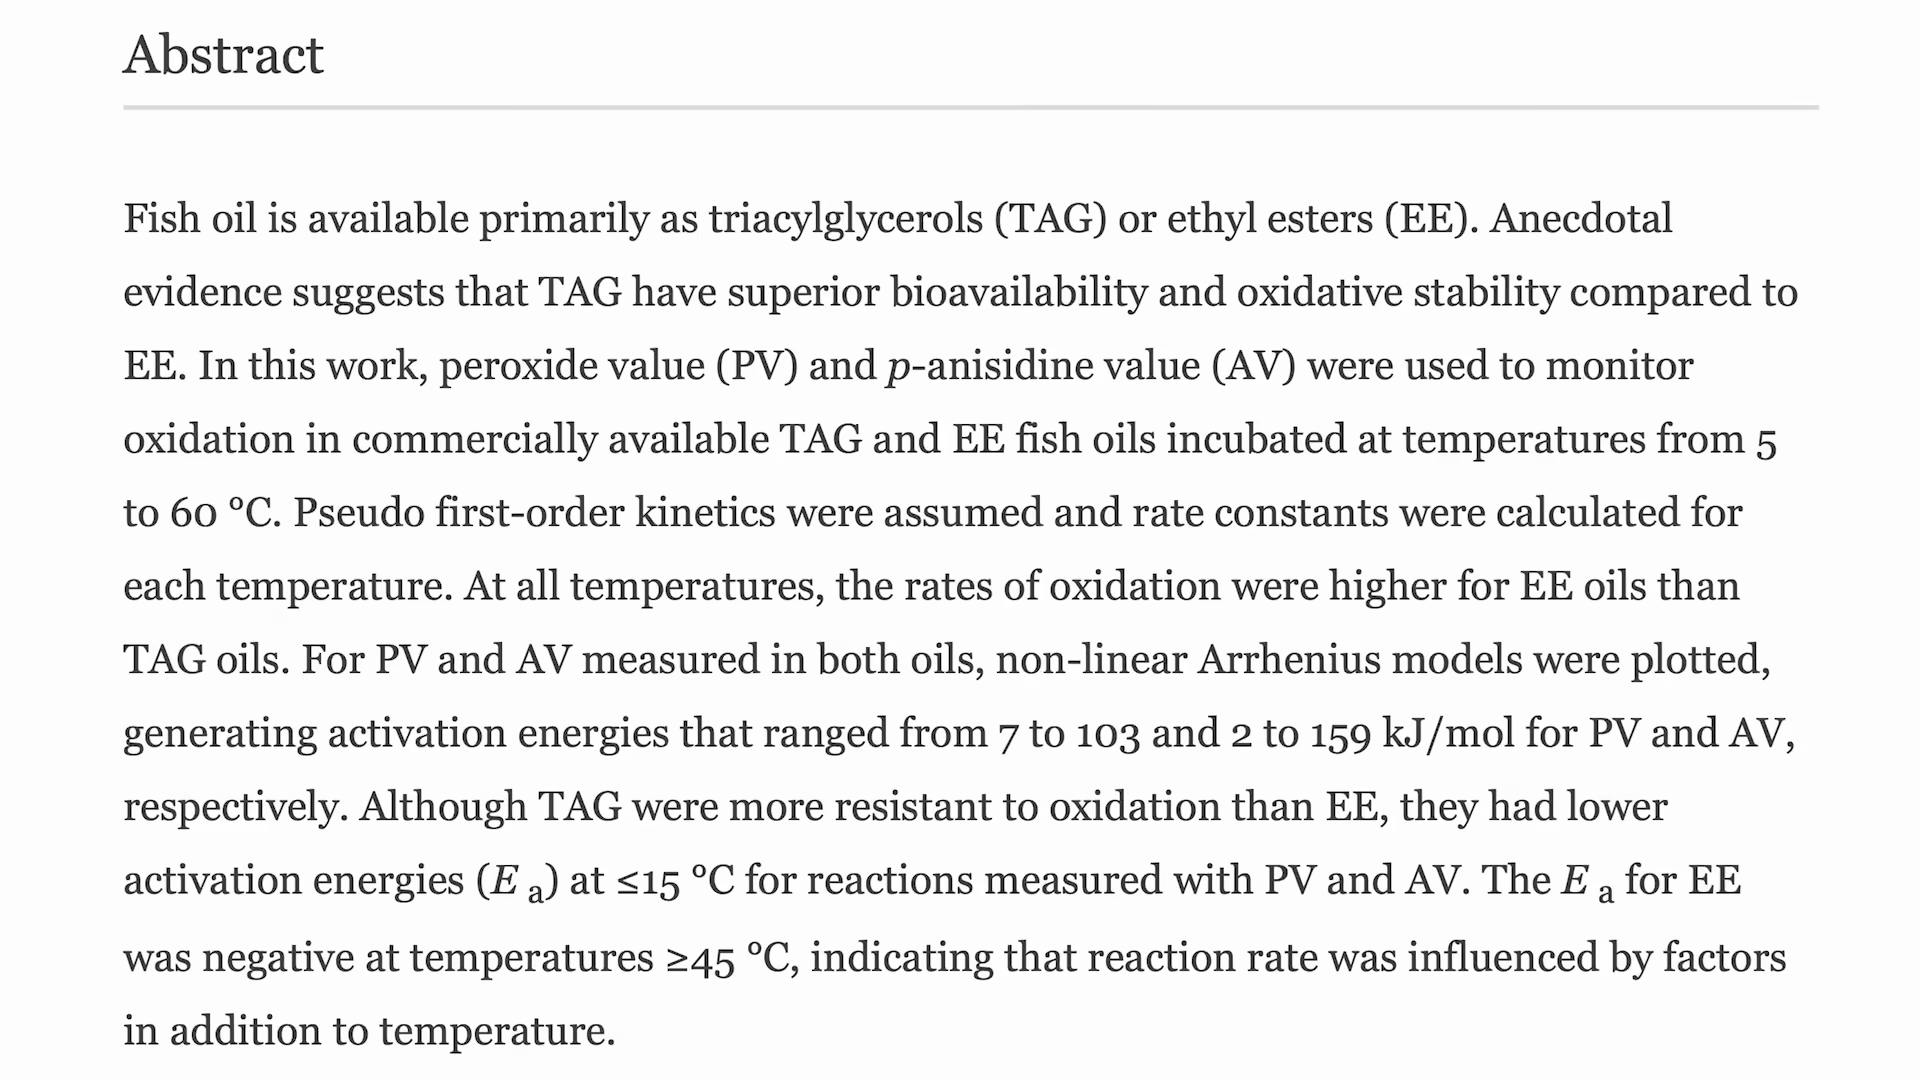 Abstract
Fish oil is available primarily as triacylglycerols (TAG) or ethyl esters (EE). Anecdotal
evidence suggests that TAG have superior bioavailability and oxidative stability compared to
EE. In this work, peroxide value (PV) and p-anisidine value (AV) were used to monitor
oxidation in commercially available TAG and EE fish oils incubated at temperatures from 5
to 60 °C. Pseudo first-order kinetics were assumed and rate constants were calculated for
each temperature. At all temperatures, the rates of oxidation were higher for EE oils than
TAG oils. For PV and AV measured in both oils, non-linear Arrhenius models were plotted,
generating activation energies that ranged from 7 to 103 and 2 to 159 kJ/mol for PV and AV,
respectively. Although TAG were more resistant to oxidation than EE, they had lower
activation energies (E a) at ≤15 °C for reactions measured with PV and AV. The E a for EE
was negative at temperatures ≥45 °C, indicating that reaction rate was influenced by factors
in addition to temperature.